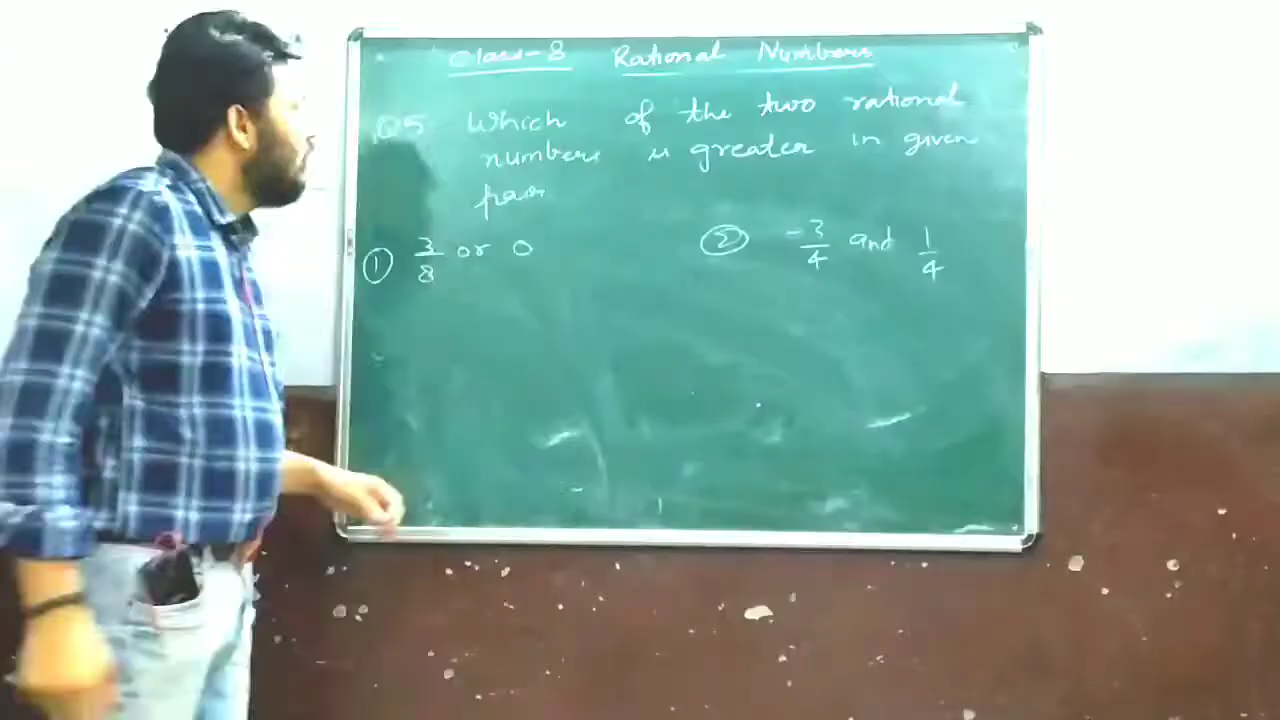 Class-8 Rational Numbers
Q5 Which of the two rational
numbers is greater in given
pair
① 3/8 or 0 ② -3/4 and 1/4